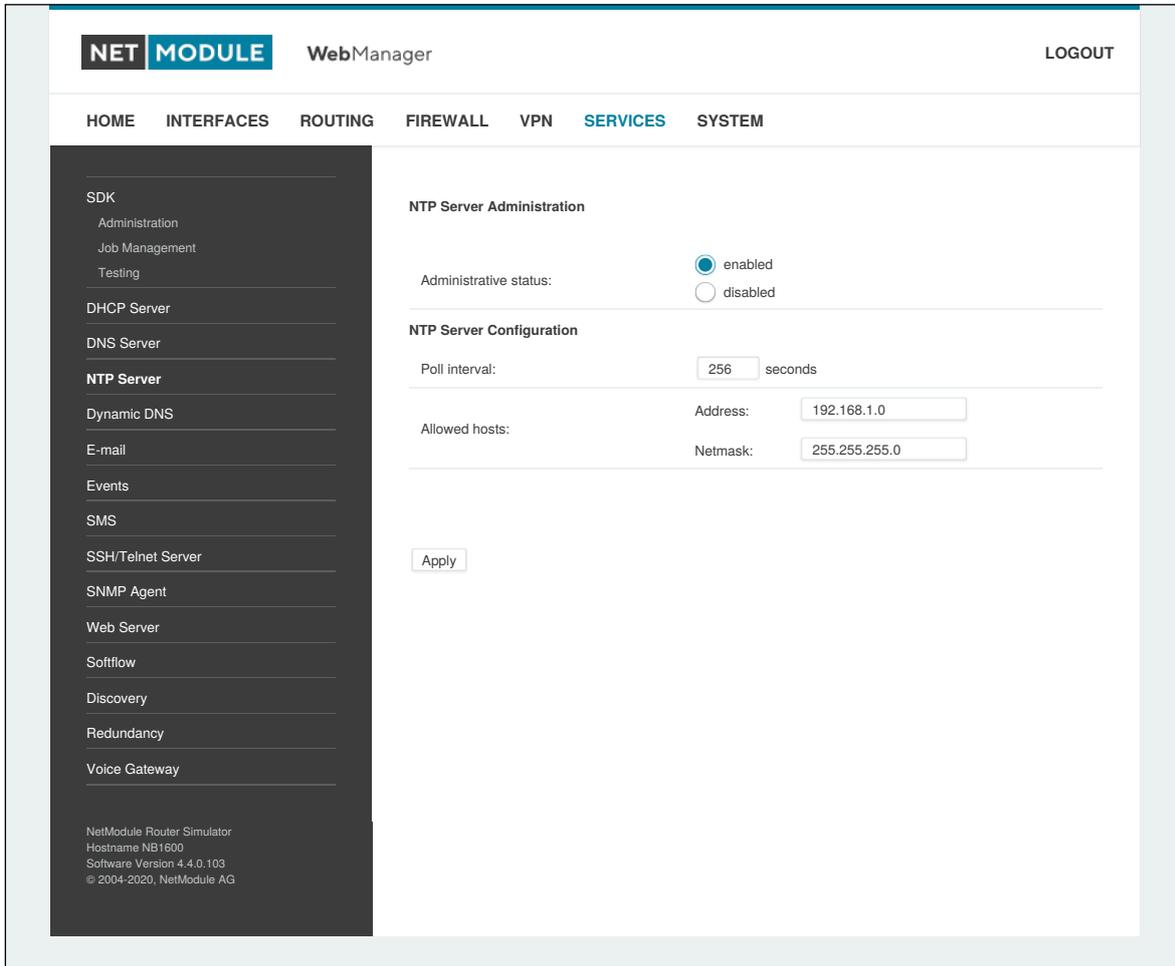 NET MODULE WebManager LOGOUT
HOME INTERFACES ROUTING FIREWALL VPN SERVICES SYSTEM
SDK
Administration
Job Management
Testing
DHCP Server
DNS Server
NTP Server
Dynamic DNS
E-mail
Events
SMS
SSH/Telnet Server
SNMP Agent
Web Server
Softflow
Discovery
Redundancy
Voice Gateway
NetModule Router Simulator
Hostname NB1600
Software Version 4.4.0.103
© 2004-2020, NetModule AG
NTP Server Administration
Administrative status:
enabled
disabled
NTP Server Configuration
Poll interval: 256 seconds
Allowed hosts:
Address: 192.168.1.0
Netmask: 255.255.255.0
Apply